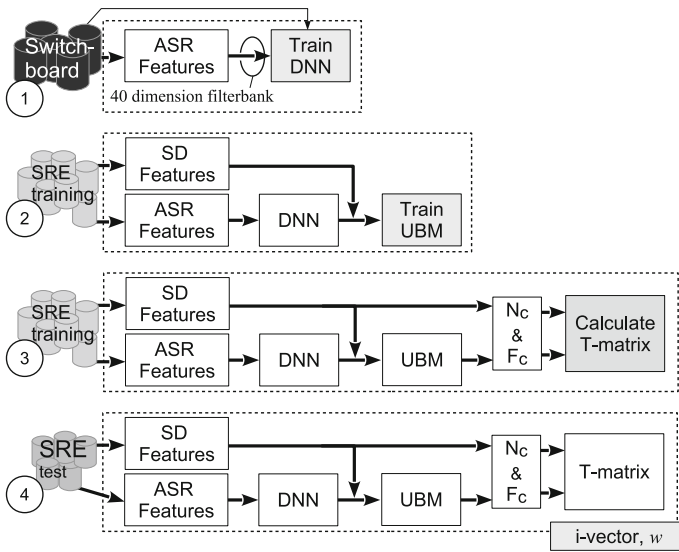 Switch-
board
ASR
Features
Train
DNN
40 dimension filterbank
1
SRE
training
SD
Features
ASR
Features
DNN
Train
UBM
2
SRE
training
SD
Features
ASR
Features
DNN
UBM
Nc
&
Fc
Calculate
T-matrix
3
SRE
test
SD
Features
ASR
Features
DNN
UBM
Nc
&
Fc
T-matrix
4
i-vector, w